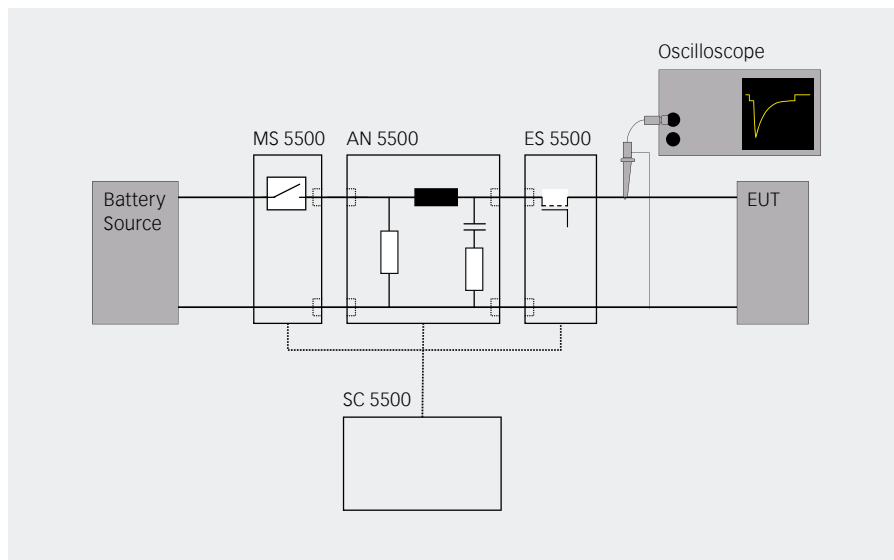 Oscilloscope
MS 5500
AN 5500
ES 5500
Battery
Source
EUT
SC 5500